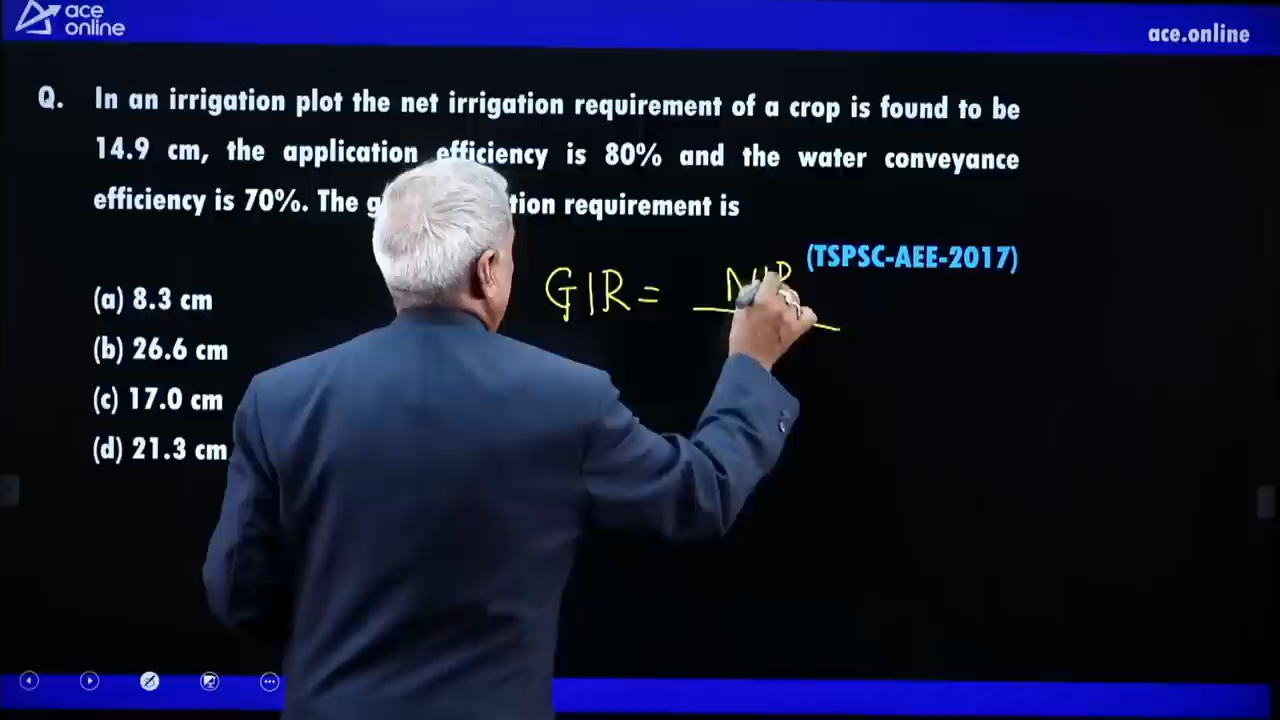 ace
online
ace.online
Q. In an irrigation plot the net irrigation requirement of a crop is found to be
14.9 cm, the application efficiency is 80% and the water conveyance
efficiency is 70%. The requirement is
(TSPSC-AEE-2017)
GIR =
(a) 8.3 cm
(b) 26.6 cm
(c) 17.0 cm
(d) 21.3 cm